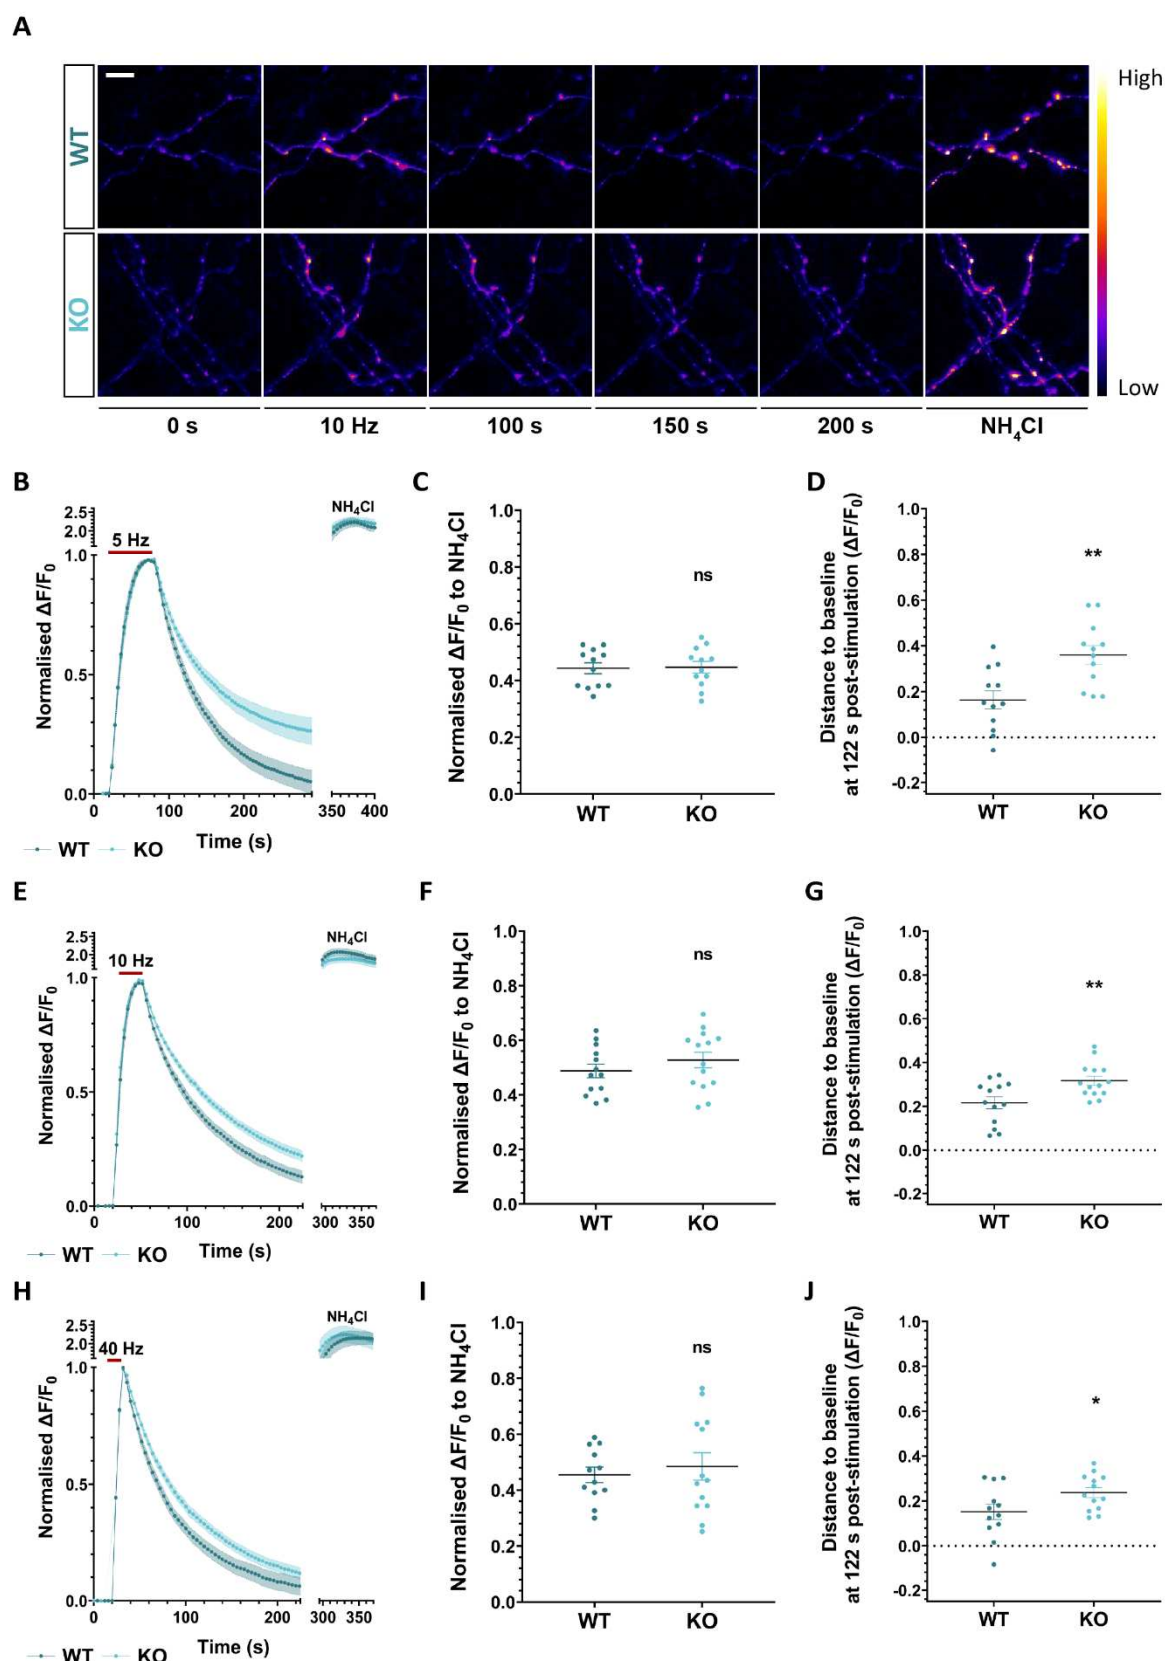 A
WT
High
KO
Low
0 s
10 Hz
100 s
150 s
200 s
NH₄Cl
B
Normalised ΔF/F₀
2.5
2.0
1.0
0.5
0.0
5 Hz
NH₄Cl
0
100
200
350
400
Time (s)
WT
KO
C
Normalised ΔF/F₀ to NH₄Cl
1.0
0.8
0.6
0.4
0.2
0.0
ns
WT
KO
D
Distance to baseline
at 122 s post-stimulation (ΔF/F₀)
1.0
0.8
0.6
0.4
0.2
0.0
-0.2
**
WT
KO
E
Normalised ΔF/F₀
2.5
2.0
1.0
0.5
0.0
10 Hz
NH₄Cl
0
100
200
300
350
Time (s)
WT
KO
F
Normalised ΔF/F₀ to NH₄Cl
1.0
0.8
0.6
0.4
0.2
0.0
ns
WT
KO
G
Distance to baseline
at 122 s post-stimulation (ΔF/F₀)
1.0
0.8
0.6
0.4
0.2
0.0
-0.2
**
WT
KO
H
Normalised ΔF/F₀
2.5
2.0
1.0
0.5
0.0
40 Hz
NH₄Cl
0
100
200
300
350
Time (s)
WT
KO
I
Normalised ΔF/F₀ to NH₄Cl
1.0
0.8
0.6
0.4
0.2
0.0
ns
WT
KO
J
Distance to baseline
at 122 s post-stimulation (ΔF/F₀)
1.0
0.8
0.6
0.4
0.2
0.0
-0.2
*
WT
KO